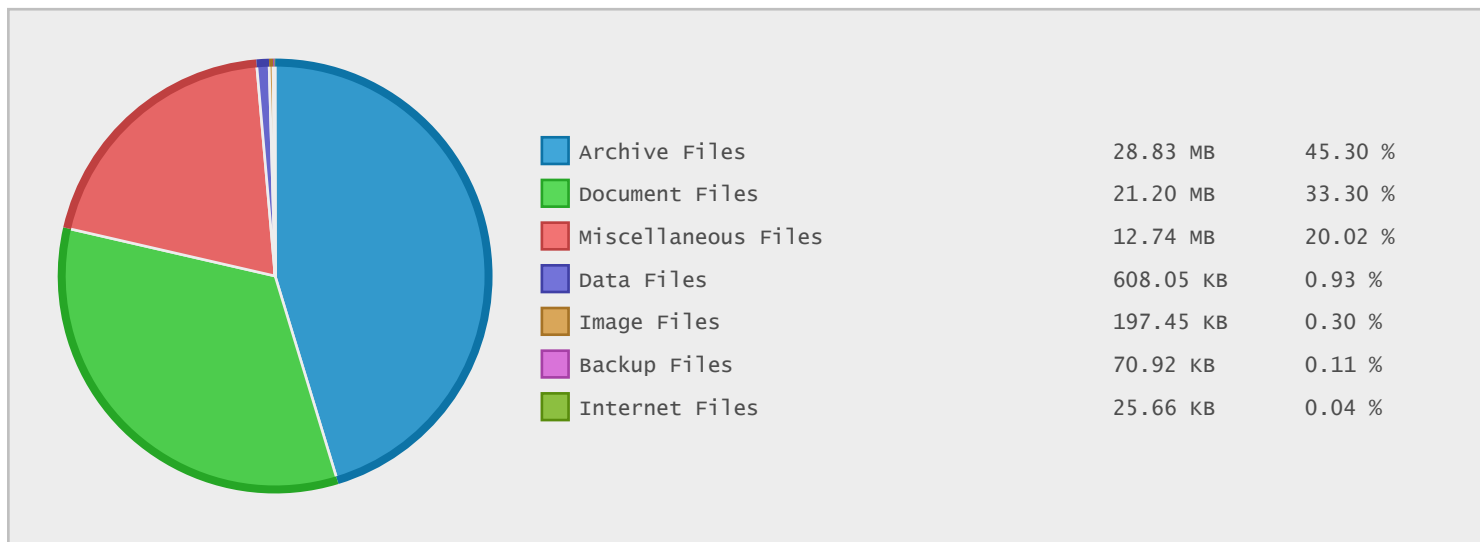 Archive Files 28.83 MB 45.30 %
Document Files 21.20 MB 33.30 %
Miscellaneous Files 12.74 MB 20.02 %
Data Files 608.05 KB 0.93 %
Image Files 197.45 KB 0.30 %
Backup Files 70.92 KB 0.11 %
Internet Files 25.66 KB 0.04 %